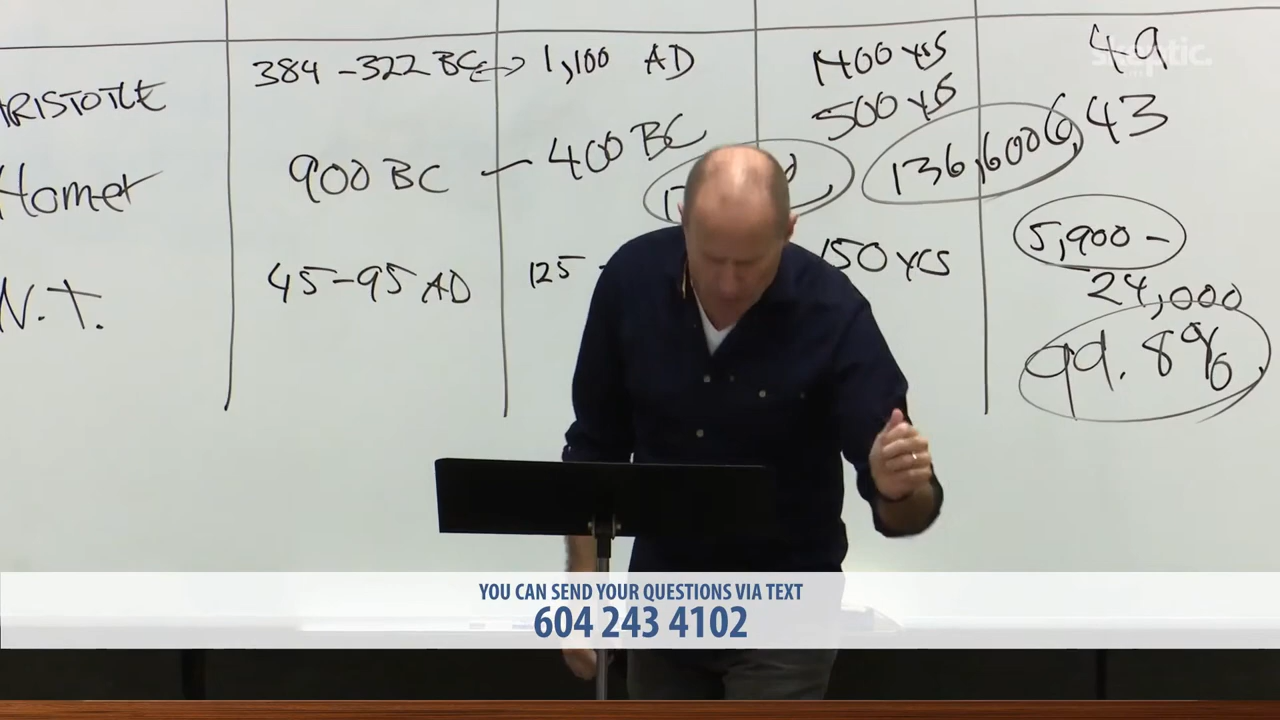 ARISTOTLE 384-322 BC → 1,100 AD 1400 yrs 49
skeptic.
Homer 900 BC - 400 BC 500 yrs 643
136,600
N.T. 45-95 AD 125 - 150 yrs 5,900 -
24,000
99.8%
YOU CAN SEND YOUR QUESTIONS VIA TEXT
604 243 4102